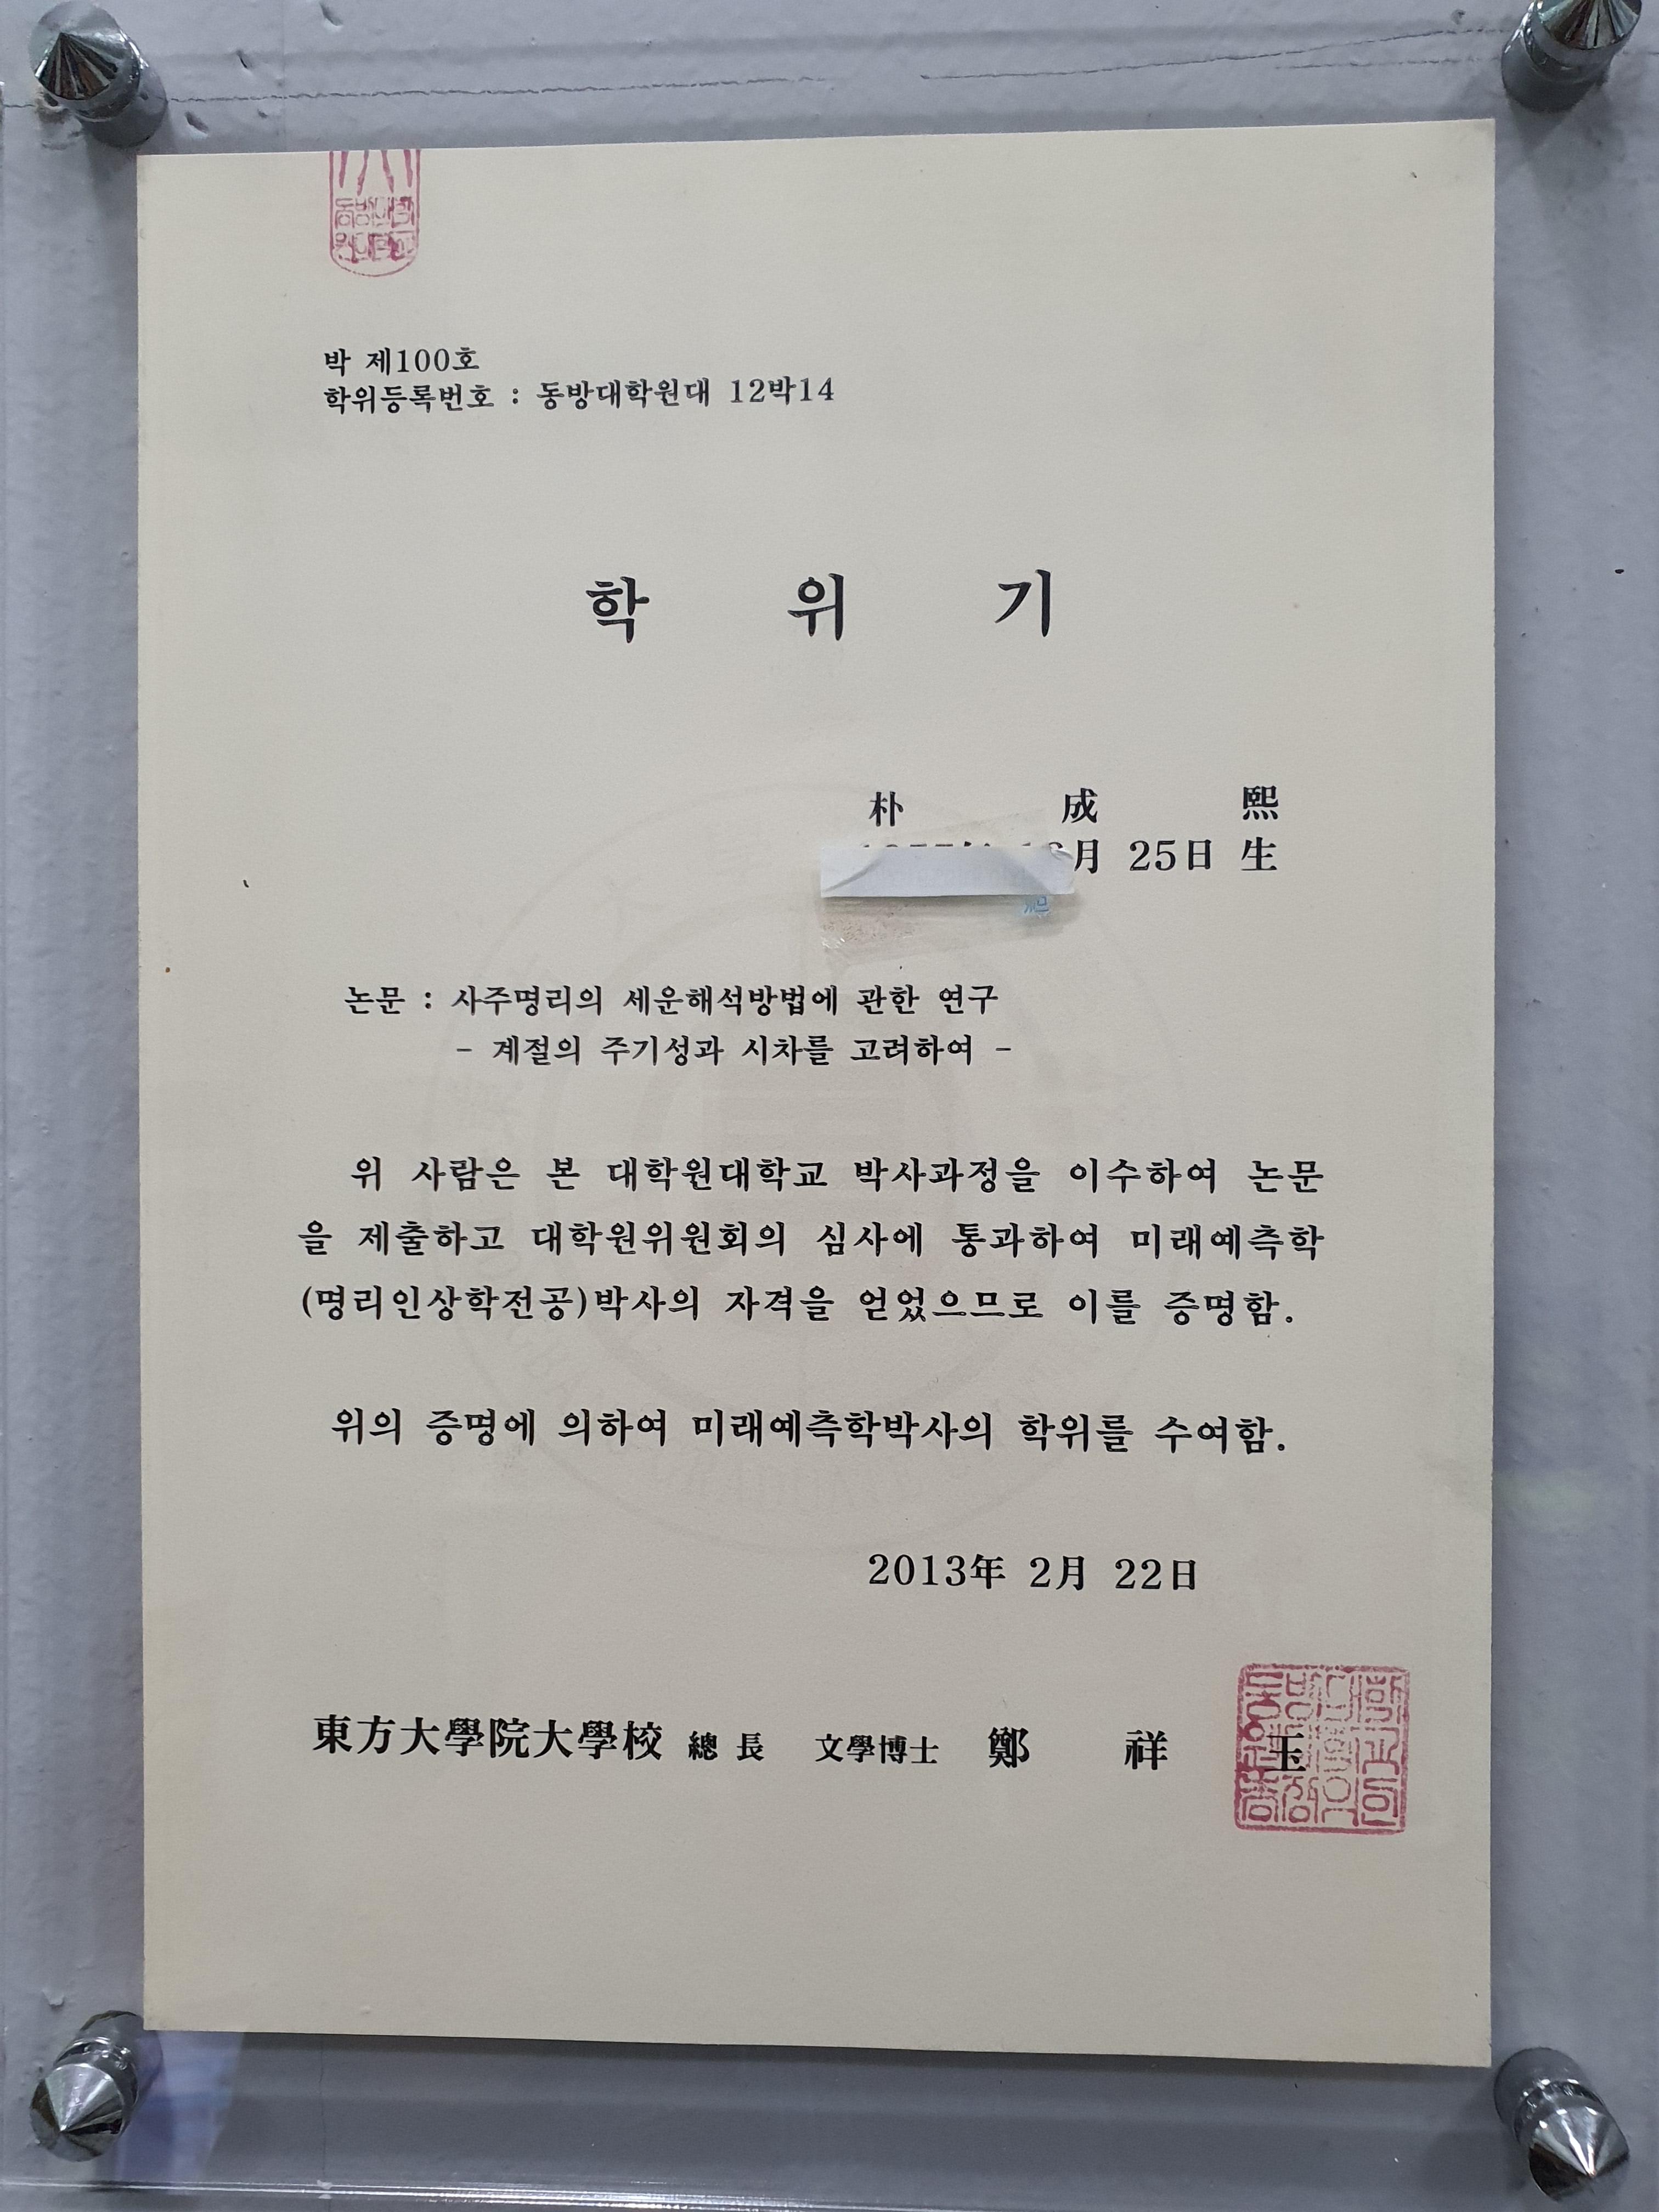 박 제100호
학위등록번호 : 동방대학원대 12박14
학 위 기
朴 成 熙
月 25日 生
논문 : 사주명리의 세운해석방법에 관한 연구
- 계절의 주기성과 시차를 고려하여 -
위 사람은 본 대학원대학교 박사과정을 이수하여 논문
을 제출하고 대학원위원회의 심사에 통과하여 미래예측학
(명리인상학전공)박사의 자격을 얻었으므로 이를 증명함.
위의 증명에 의하여 미래예측학박사의 학위를 수여함.
2013年 2月 22日
東方大學院大學校 總 長 文學博士 鄭 祥 玉